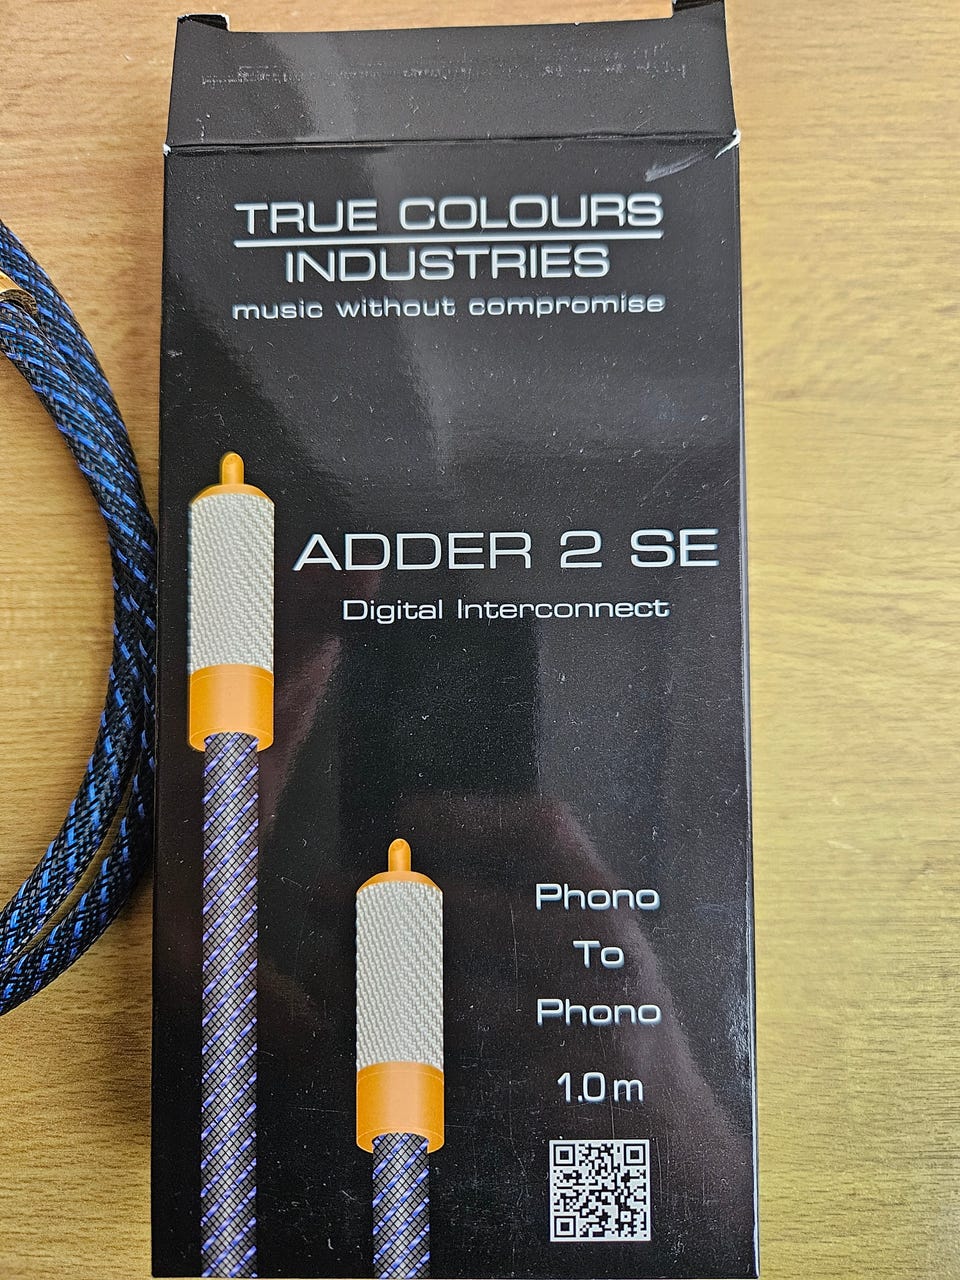 TRUE COLOURS
INDUSTRIES
music without compromise
ADDER 2 SE
Digital Interconnect
Phono
To
Phono
1.0m